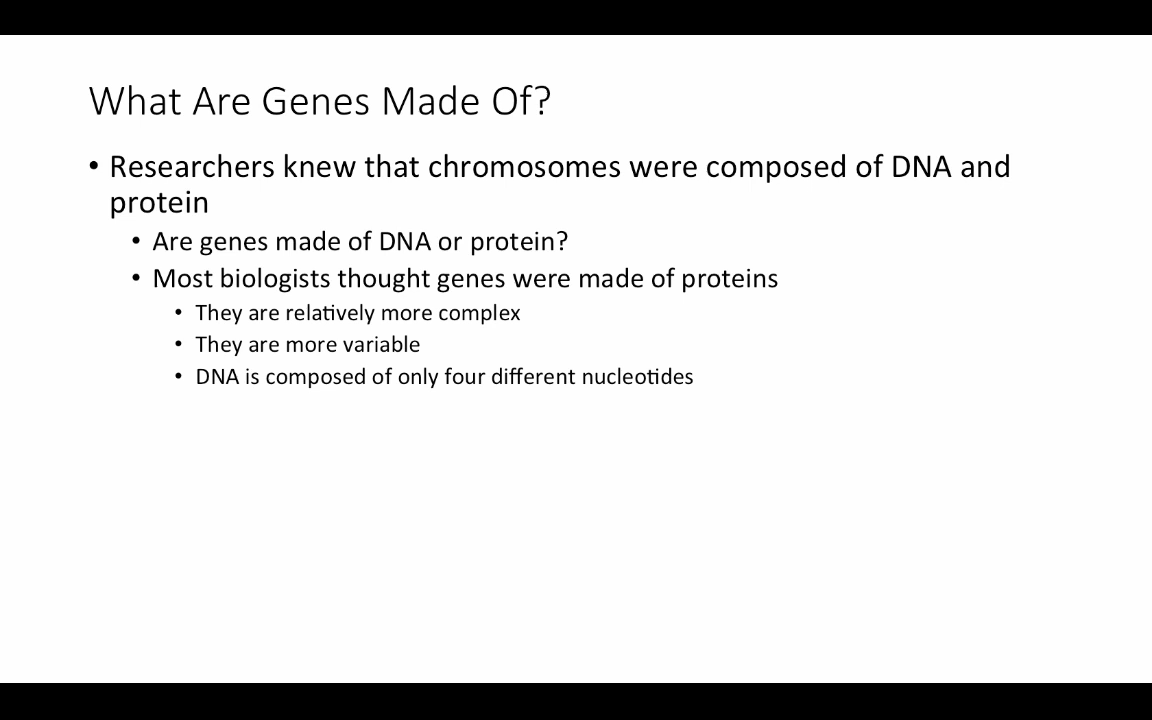 What Are Genes Made Of?
• Researchers knew that chromosomes were composed of DNA and
protein
• Are genes made of DNA or protein?
• Most biologists thought genes were made of proteins
• They are relatively more complex
• They are more variable
• DNA is composed of only four different nucleotides